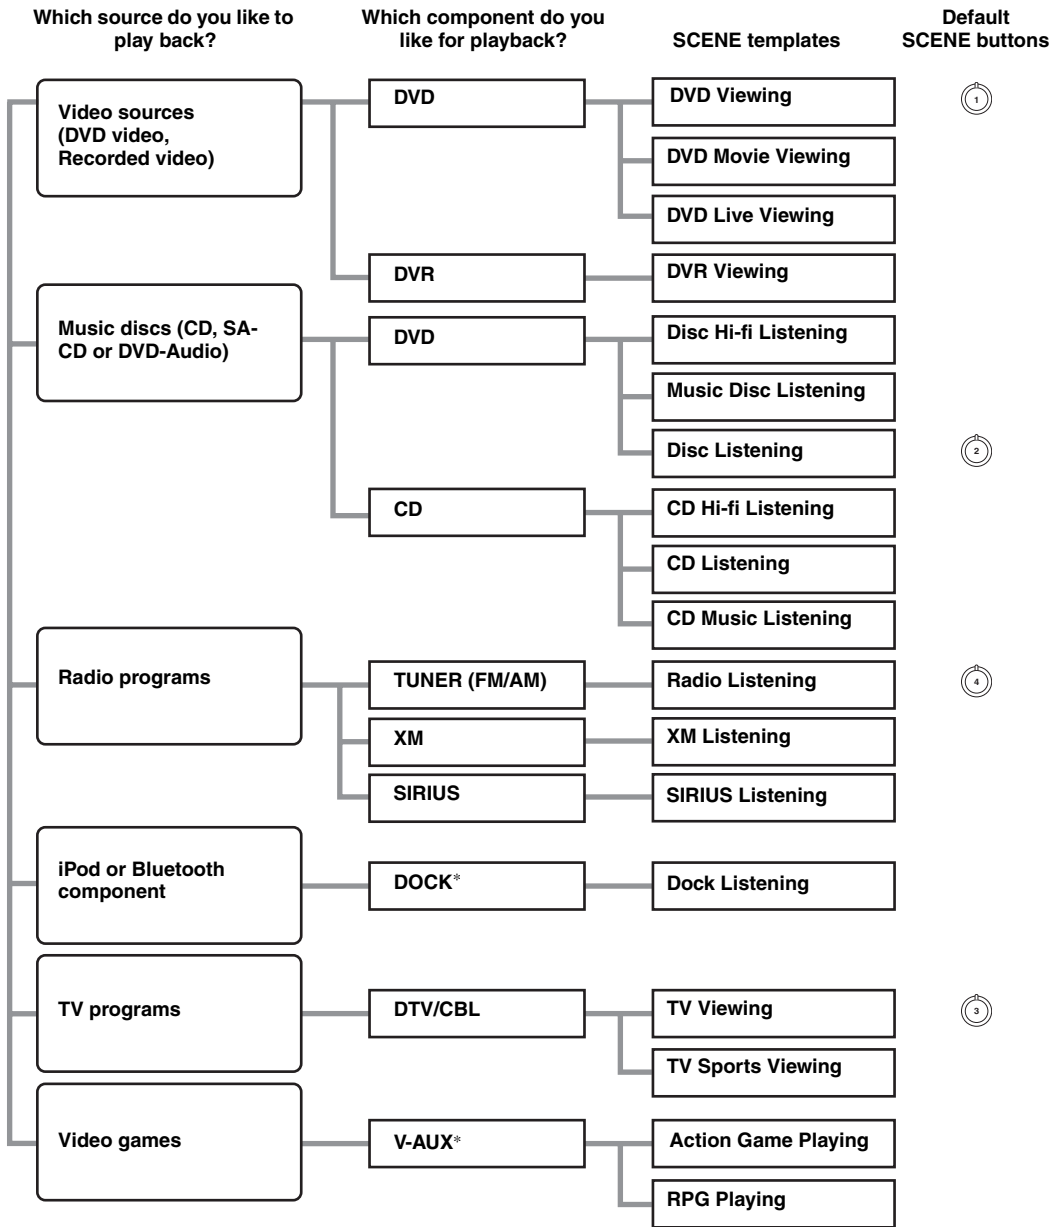 Which source do you like to
play back?
Which component do you
like for playback?
SCENE templates
Default
SCENE buttons
Video sources
(DVD video,
Recorded video)
DVD
DVD Viewing
1
DVD Movie Viewing
DVD Live Viewing
DVR
DVR Viewing
Music discs (CD, SA-
CD or DVD-Audio)
DVD
Disc Hi-fi Listening
Music Disc Listening
Disc Listening
2
CD
CD Hi-fi Listening
CD Listening
CD Music Listening
Radio programs
TUNER (FM/AM)
Radio Listening
4
XM
XM Listening
SIRIUS
SIRIUS Listening
iPod or Bluetooth
component
DOCK*
Dock Listening
TV programs
DTV/CBL
TV Viewing
3
TV Sports Viewing
Video games
V-AUX*
Action Game Playing
RPG Playing